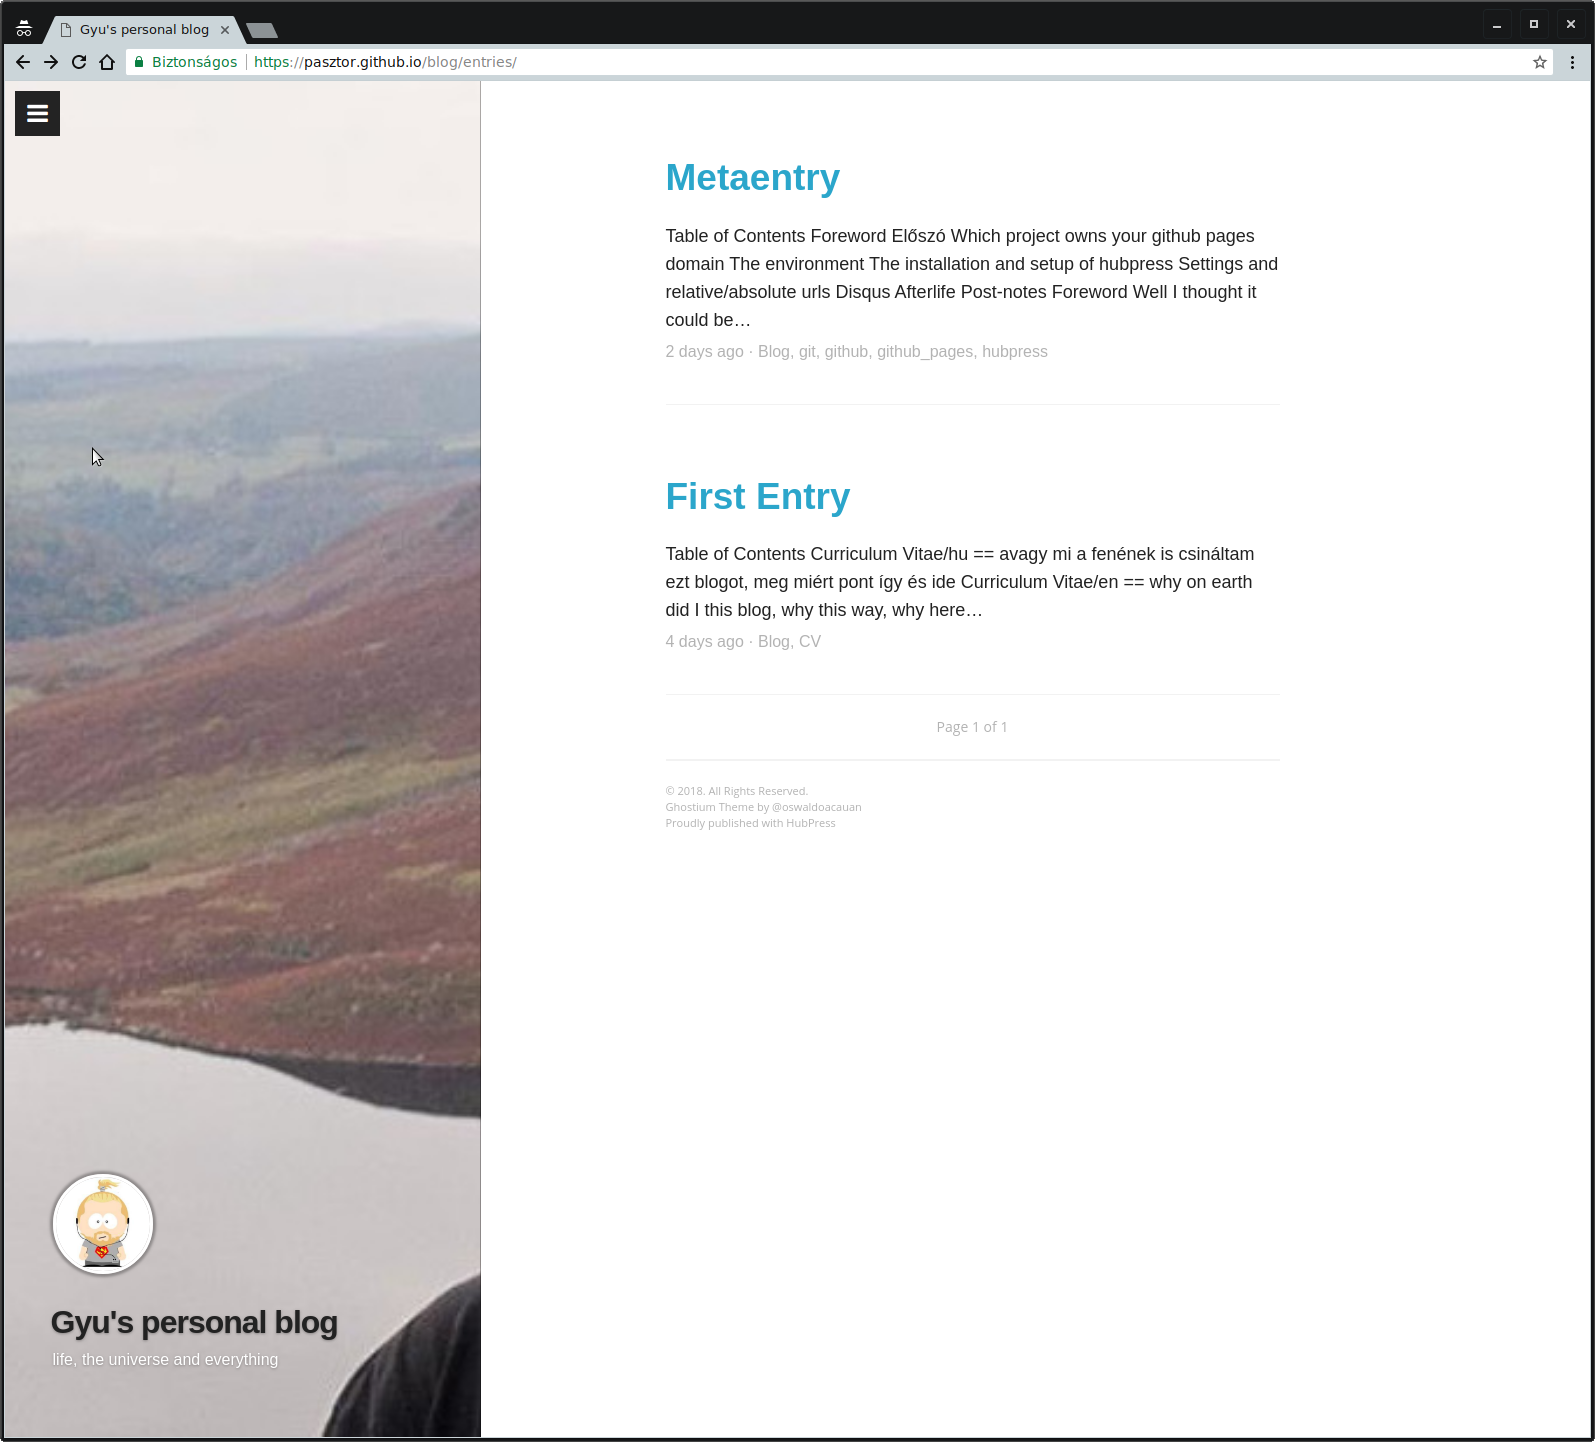 Gyu's personal blog
Biztonságos https://pasztor.github.io/blog/entries/
Metaentry
Table of Contents Foreword Előszó Which project owns your github pages
domain The environment The installation and setup of hubpress Settings and
relative/absolute urls Disqus Afterlife Post-notes Foreword Well I thought it
could be…
2 days ago · Blog, git, github, github_pages, hubpress
First Entry
Table of Contents Curriculum Vitae/hu == avagy mi a fenének is csináltam
ezt blogot, meg miért pont így és ide Curriculum Vitae/en == why on earth
did I this blog, why this way, why here…
4 days ago · Blog, CV
Page 1 of 1
© 2018. All Rights Reserved.
Ghostium Theme by @oswaldoacauan
Proudly published with HubPress
Gyu's personal blog
life, the universe and everything